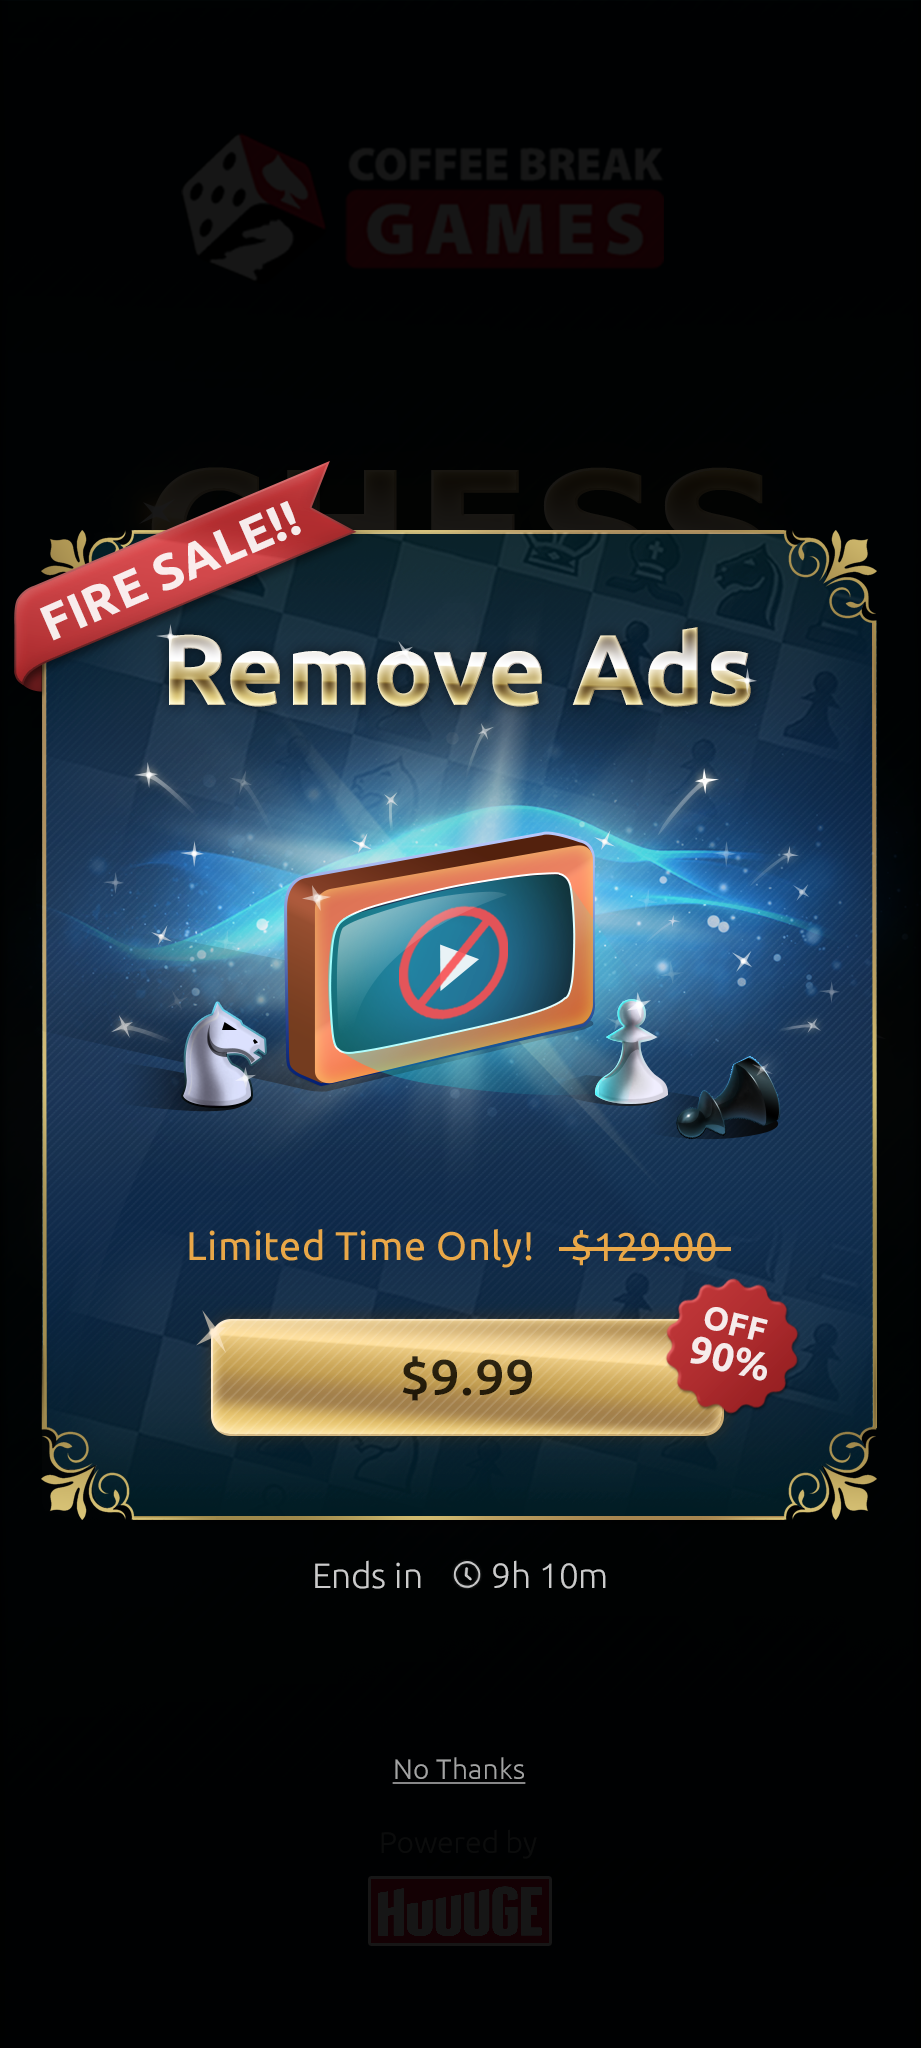 COFFEE BREAK
GAMES
CHESS
FIRE SALE!!
Remove Ads
Limited Time Only! $129.00
OFF
90%
$9.99
Ends in 9h 10m
No Thanks
Powered by
HUUUGE